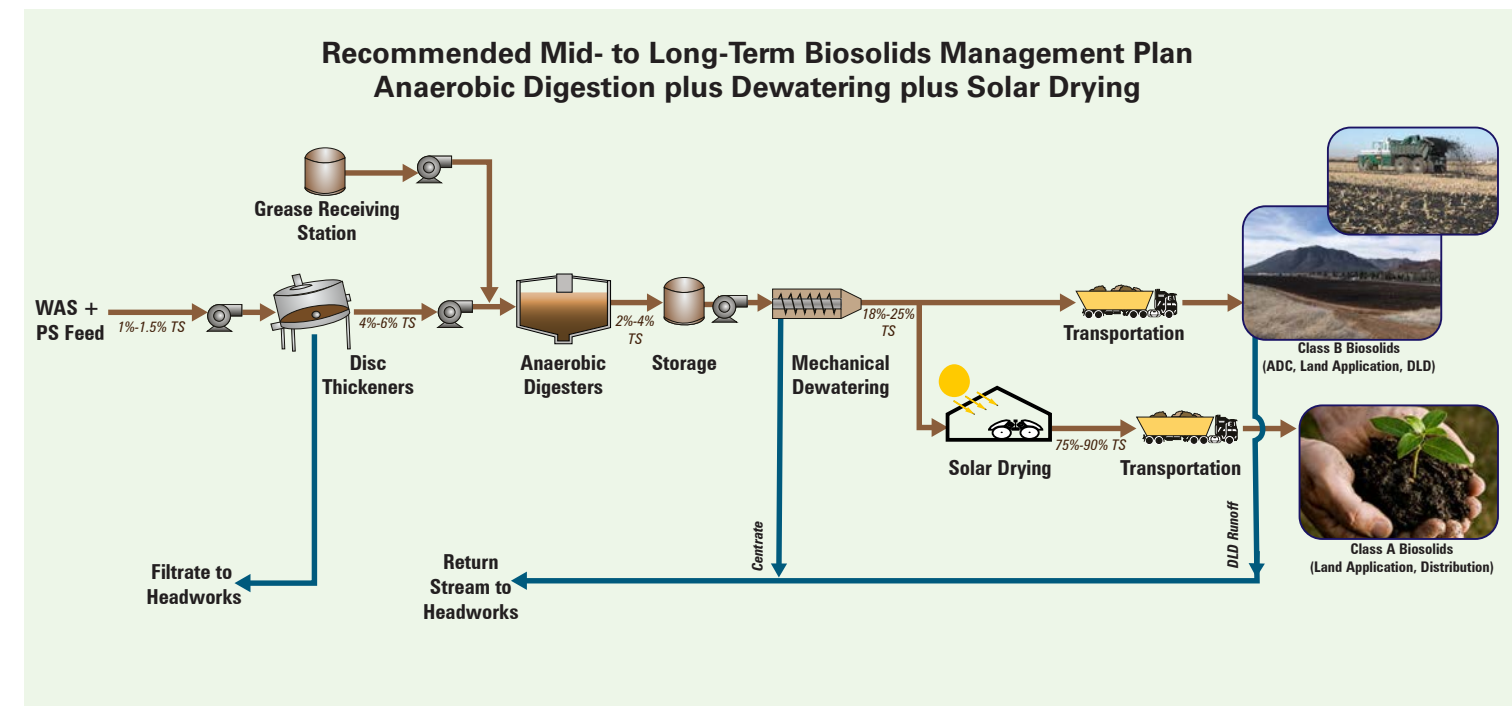 Recommended Mid- to Long-Term Biosolids Management Plan
Anaerobic Digestion plus Dewatering plus Solar Drying
Grease Receiving
Station
WAS +
PS Feed
1%-1.5% TS
Disc
Thickeners
4%-6% TS
Anaerobic
Digesters
2%-4%
TS
Storage
Mechanical
Dewatering
18%-25%
TS
Transportation
Class B Biosolids
(ADC, Land Application, DLD)
Solar Drying
75%-90% TS
Transportation
Class A Biosolids
(Land Application, Distribution)
Centrate
DLD Runoff
Filtrate to
Headworks
Return
Stream to
Headworks